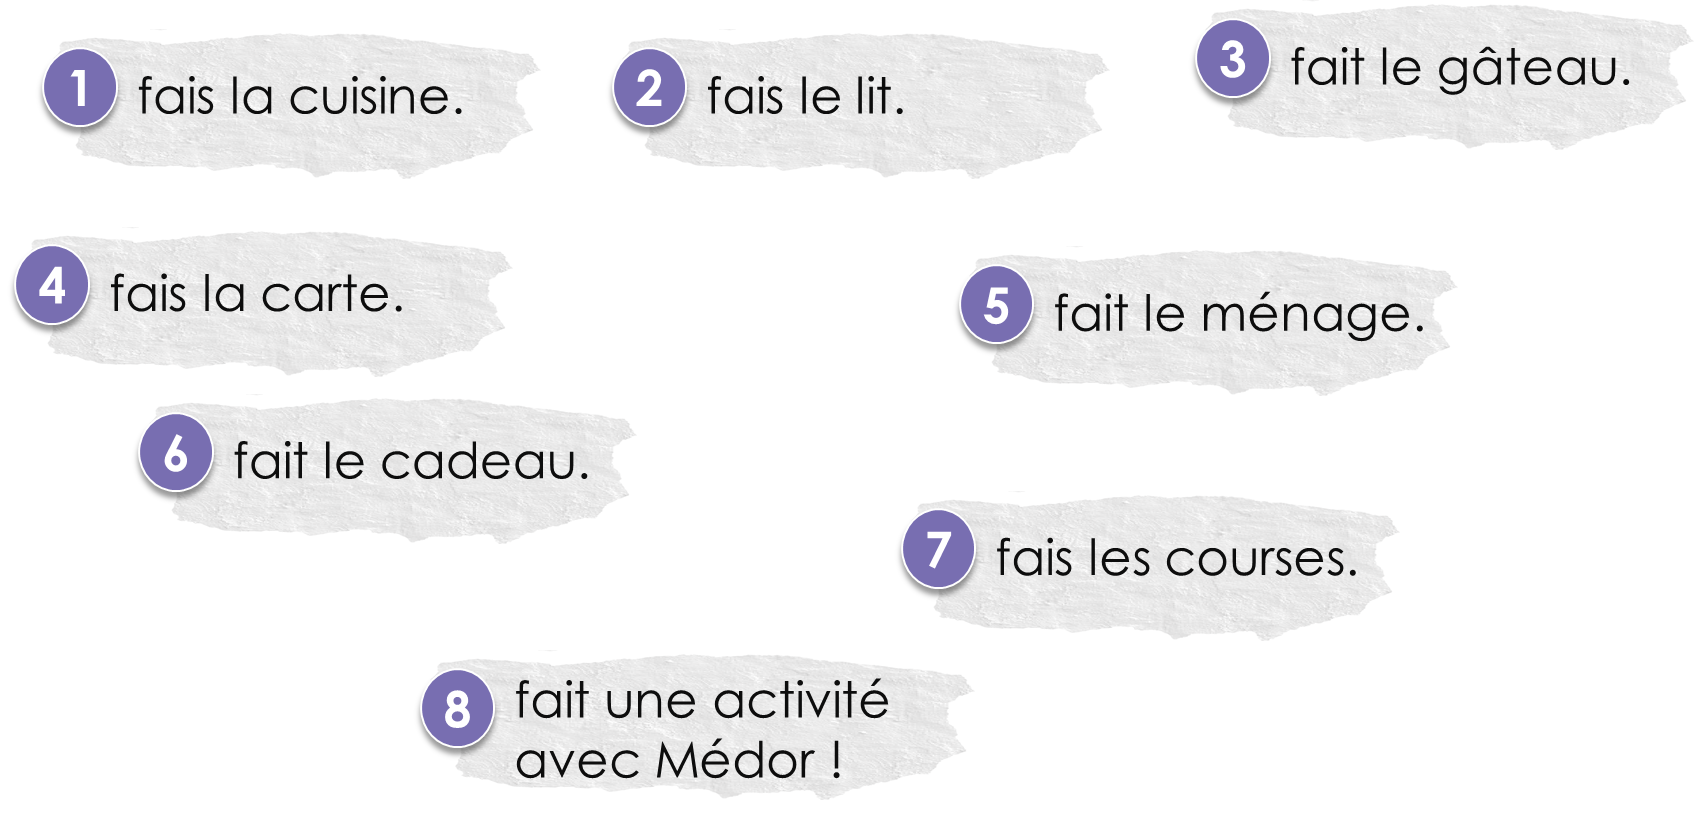 1 fais la cuisine.
2 fais le lit.
3 fait le gâteau.
4 fais la carte.
5 fait le ménage.
6 fait le cadeau.
7 fais les courses.
8 fait une activité
avec Médor !